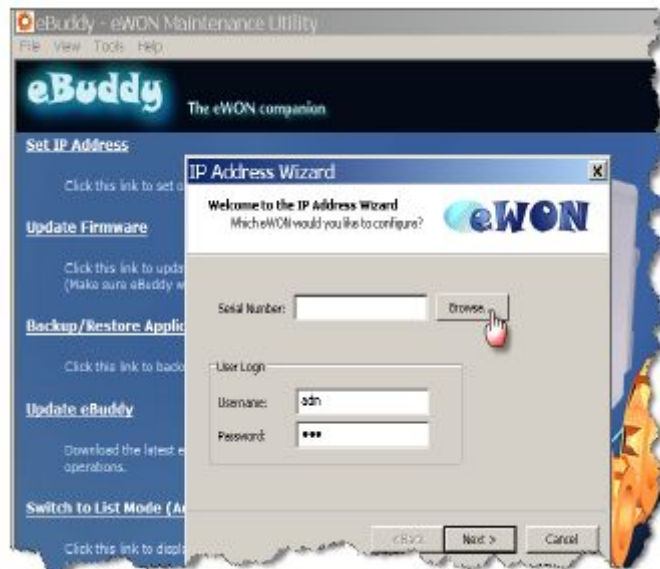 eBuddy - eWON Maintenance Utility
File View Tools Help
eBuddy The eWON companion
Set IP Address
Click this link to set
Update Firmware
Click this link to
(Make sure eBuddy
Backup/Restore
Click this link to
Update eBuddy
Download the latest
operations.
Switch to List Mode
Click this link to
IP Address Wizard
Welcome to the IP Address Wizard
Which eWON would you like to configure?
eWON
Serial Number:
Browse...
User Login
Username: adm
Password: •••
< Back Next > Cancel